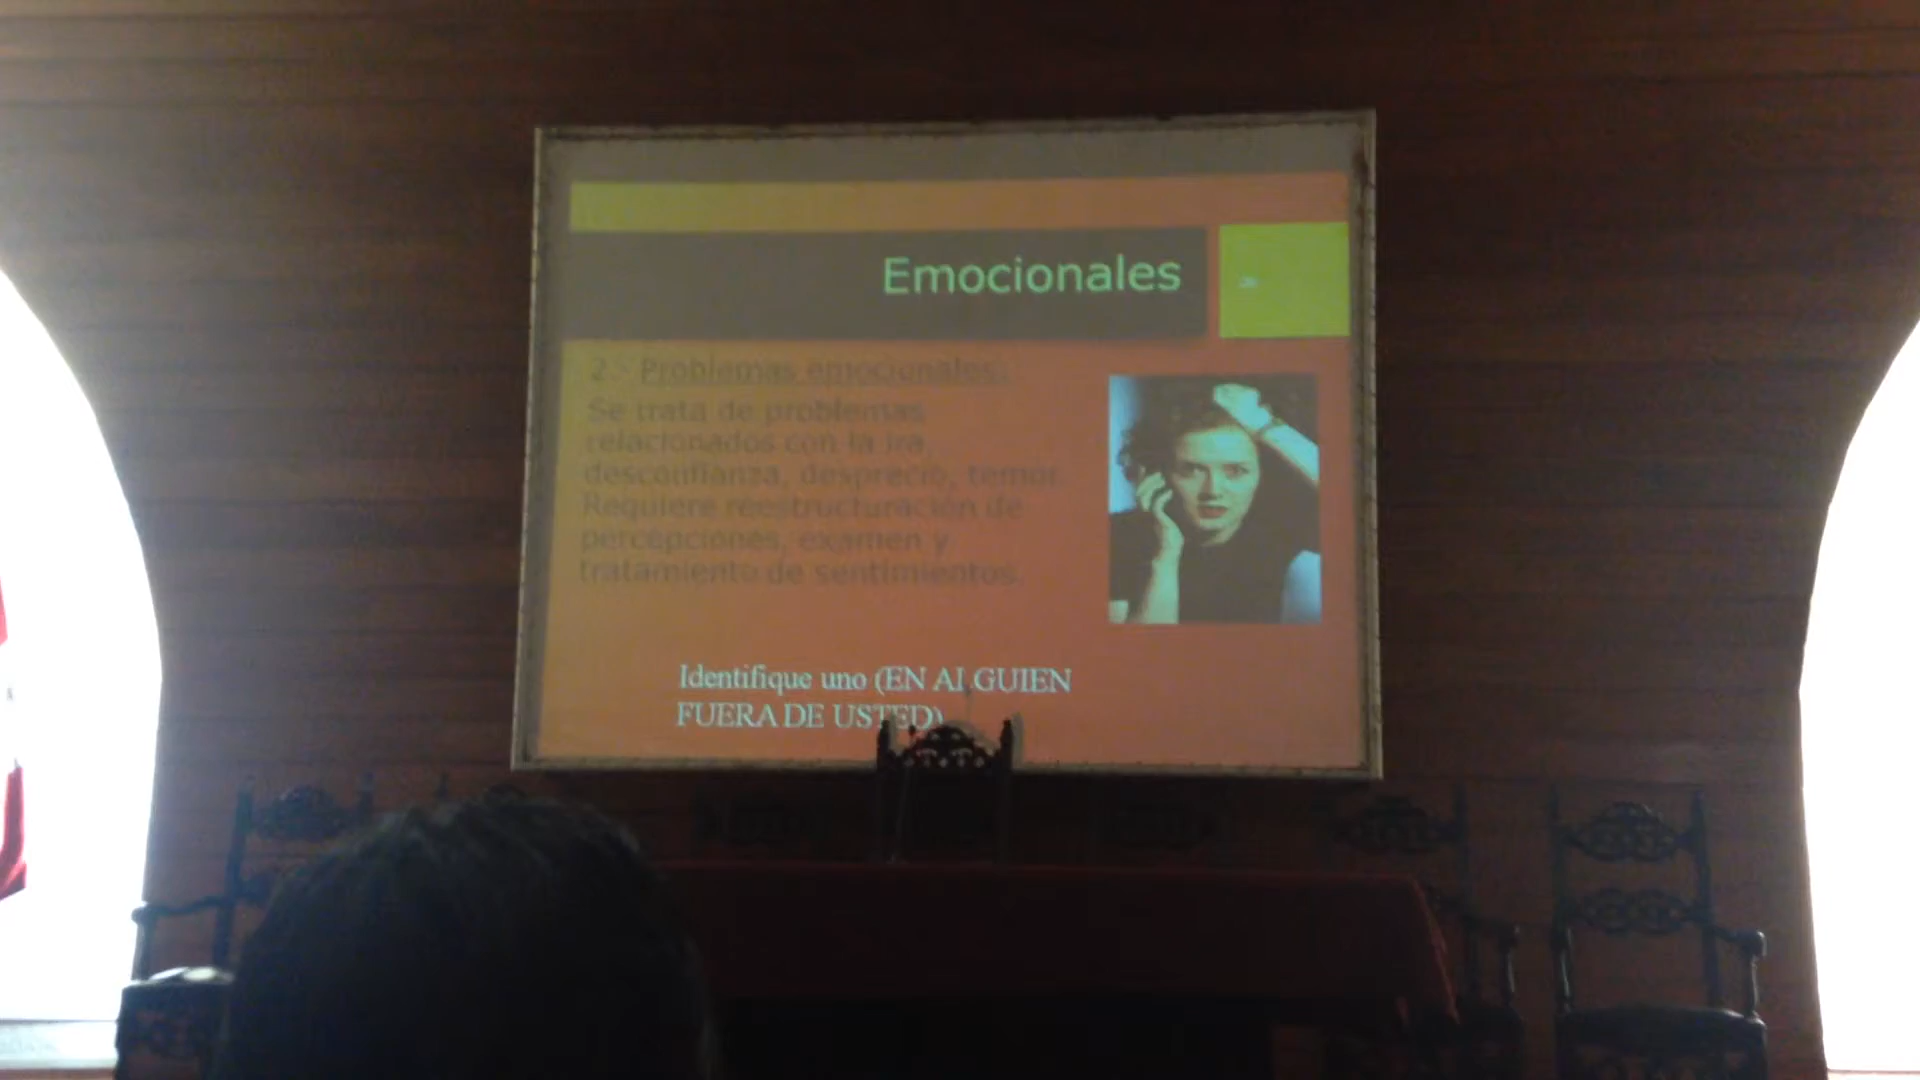 Emocionales
2. Problemas emocionales.
Se trata de problemas
relacionados con la ira,
desconfianza, desprecio, temor.
Requiere reestructuración de
percepciones, examen y
tratamiento de sentimientos.
Identifique uno (EN ALGUIEN
FUERA DE USTED)